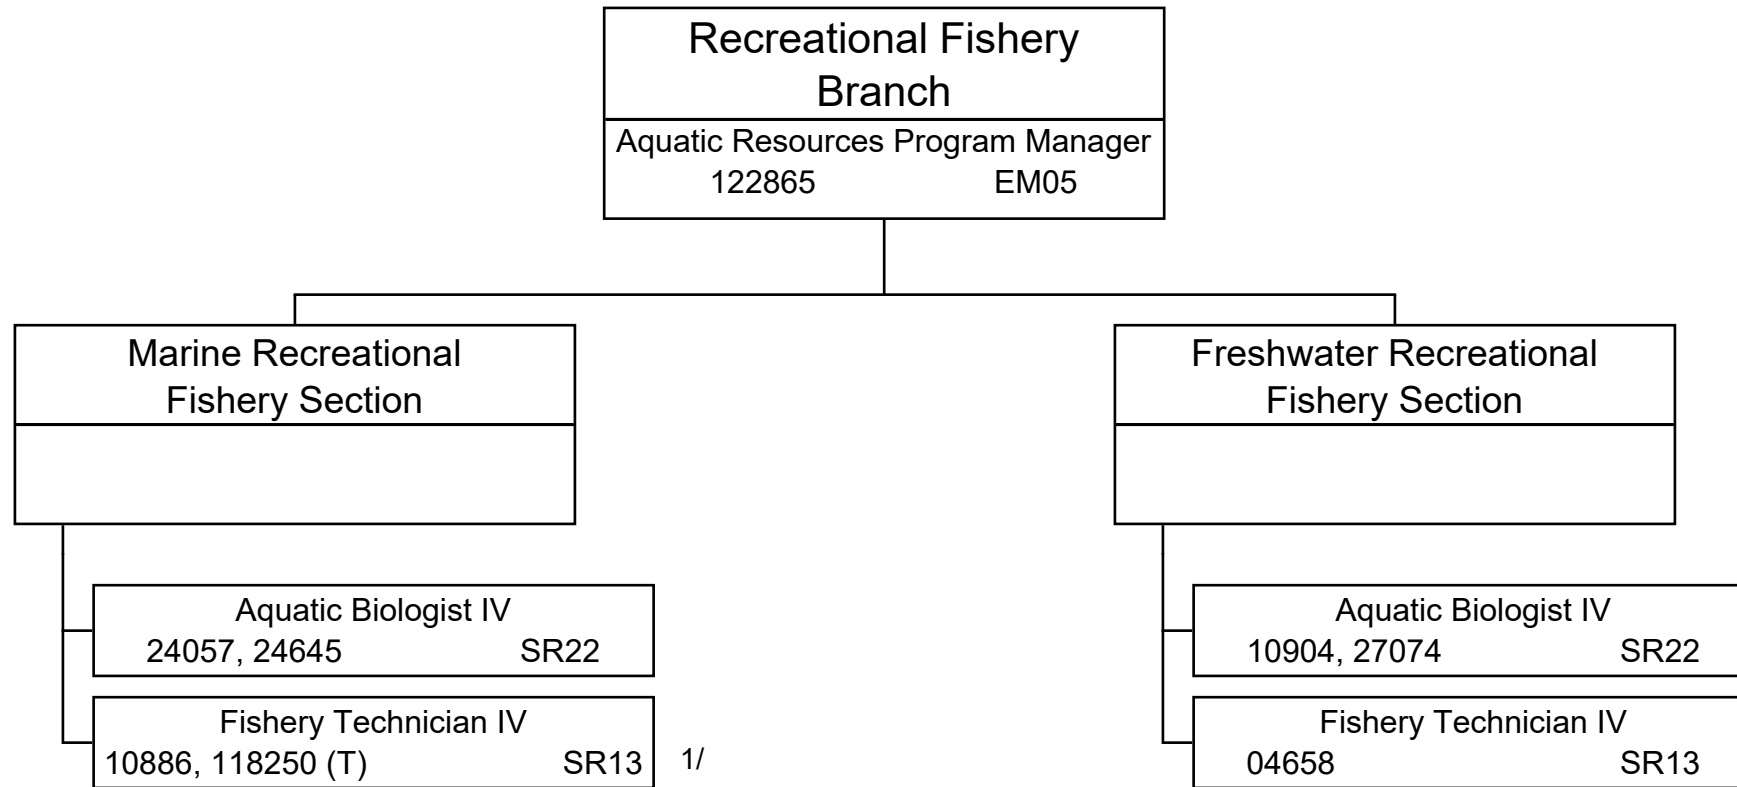 Recreational Fishery
Branch
Aquatic Resources Program Manager
122865 EM05
Marine Recreational
Fishery Section
Aquatic Biologist IV
24057, 24645 SR22
Fishery Technician IV
10886, 118250 (T) SR13 1/
Freshwater Recreational
Fishery Section
Aquatic Biologist IV
10904, 27074 SR22
Fishery Technician IV
04658 SR13